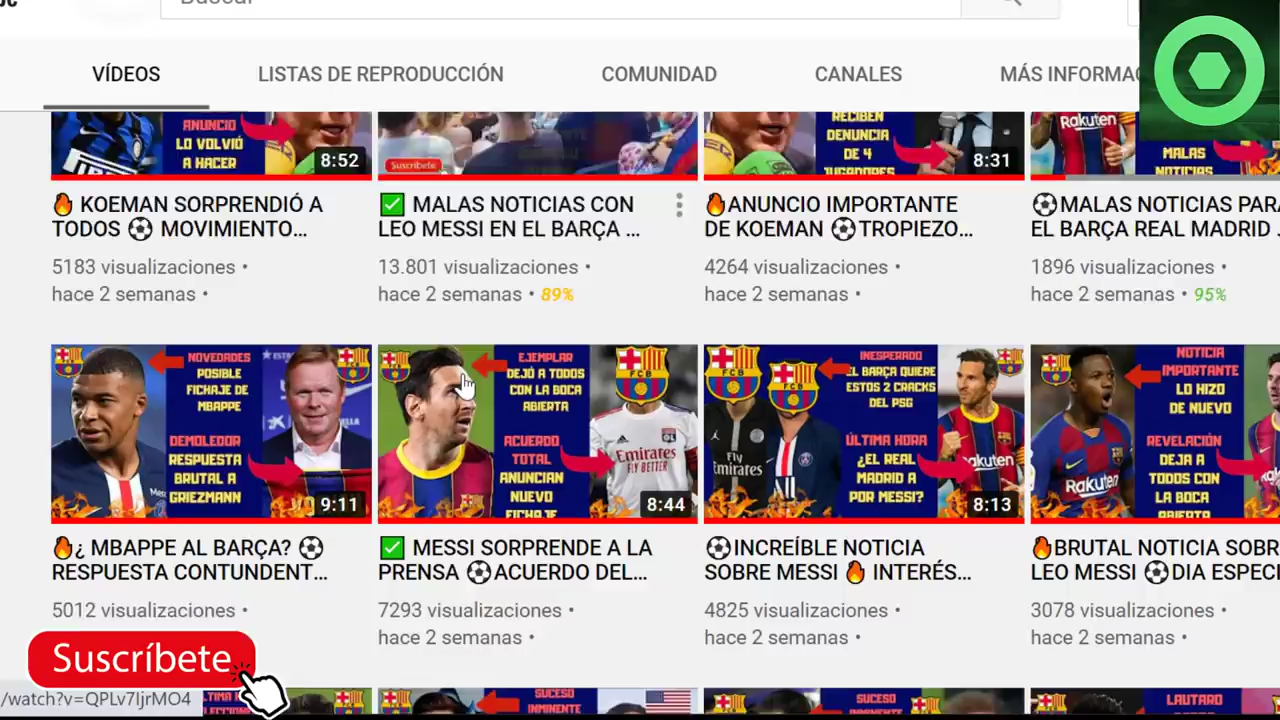 VÍDEOS
LISTAS DE REPRODUCCIÓN
COMUNIDAD
CANALES
MÁS INFORMA
ANUNCIO
LO VOLVIÓ
A HACER
8:52
Suscríbete
RECIBEN
DENUNCIA
DE 4
JUGADORES
8:31
Rakuten
MALAS
NOTICIAS
🔥 KOEMAN SORPRENDIÓ A
TODOS ⚽ MOVIMIENTO...
5183 visualizaciones •
hace 2 semanas •
✅ MALAS NOTICIAS CON
LEO MESSI EN EL BARÇA ...
13.801 visualizaciones •
hace 2 semanas • 89%
🔥ANUNCIO IMPORTANTE
DE KOEMAN ⚽TROPIEZO...
4264 visualizaciones •
hace 2 semanas •
⚽MALAS NOTICIAS PAR
EL BARÇA REAL MADRID .
1896 visualizaciones •
hace 2 semanas • 95%
NOVEDADES
POSIBLE
FICHAJE DE
MBAPPE
DEMOLEDOR
RESPUESTA
BRUTAL A
GRIEZMANN
9:11
EJEMPLAR
DEJÓ A TODOS
CON LA BOCA
ABIERTA
ACUERDO
TOTAL
ANUNCIAN
NUEVO
FICHAJE
FCB
Emirates
FLY BETTER
8:44
INESPERADO
EL BARÇA QUIERE
ESTOS 2 CRACKS
DEL PSG
ÚLTIMA HORA
¿EL REAL
MADRID A
POR MESSI?
FCB
FCB
Fly
Emirates
akuten
8:13
NOTICIA
IMPORTANTE
LO HIZO
DE NUEVO
REVELACIÓN
DEJA A
TODOS CON
LA BOCA
ABIERTA
Rakuten
🔥¿ MBAPPE AL BARÇA? ⚽
RESPUESTA CONTUNDENT...
5012 visualizaciones •
✅ MESSI SORPRENDE A LA
PRENSA ⚽ACUERDO DEL...
7293 visualizaciones •
hace 2 semanas •
⚽INCREÍBLE NOTICIA
SOBRE MESSI 🔥 INTERÉS...
4825 visualizaciones •
hace 2 semanas •
🔥BRUTAL NOTICIA SOBR
LEO MESSI ⚽DIA ESPECI
3078 visualizaciones •
hace 2 semanas •
Suscríbete
/watch?v=QPLv7IjrMO4
SUCESO
INMINENTE
SUCESO
INMINENTE
LAUTARO